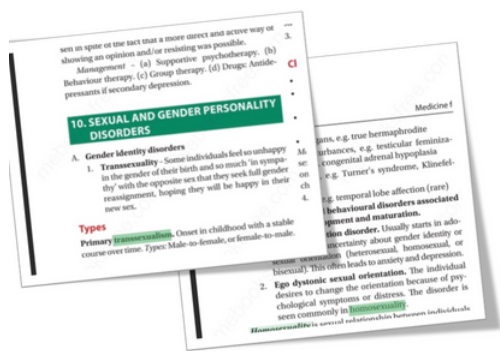 sen in spite of the fact that a more direct and active way of
showing an opinion and/or resisting was possible.
Management – (a) Supportive psychotherapy. (b)
Behaviour therapy. (c) Group therapy. (d) Drugs: Antide-
pressants if secondary depression.
10. SEXUAL AND GENDER PERSONALITY
DISORDERS
A. Gender identity disorders
1. Transsexuality – Some individuals feel so unhappy
in the gender of their birth and so much 'in sympa-
thy' with the opposite sex that they seek full gender
reassignment, hoping they will be happy in their
new sex.
Types
Primary transsexualism. Onset in childhood with a stable
course over time. Types: Male-to-female, or female-to-male.
3.
CI
M
se
on
ch
4.
Medicine f
gans, e.g. true hermaphrodite
urbances, e.g. testicular feminiza-
congenital adrenal hypoplasia
, e.g. Turner's syndrome, Klinefel-
e.g. temporal lobe affection (rare)
behavioural disorders associated
opment and maturation.
tion disorder. Usually starts in ado-
uncertainty about gender identity or
sexual orientation (heterosexual, homosexual, or
bisexual). This often leads to anxiety and depression.
2. Ego dystonic sexual orientation. The individual
desires to change the orientation because of psy-
chological symptoms or distress. The disorder is
seen commonly in homosexuality.
Homosexuality is sexual relationship between individuals